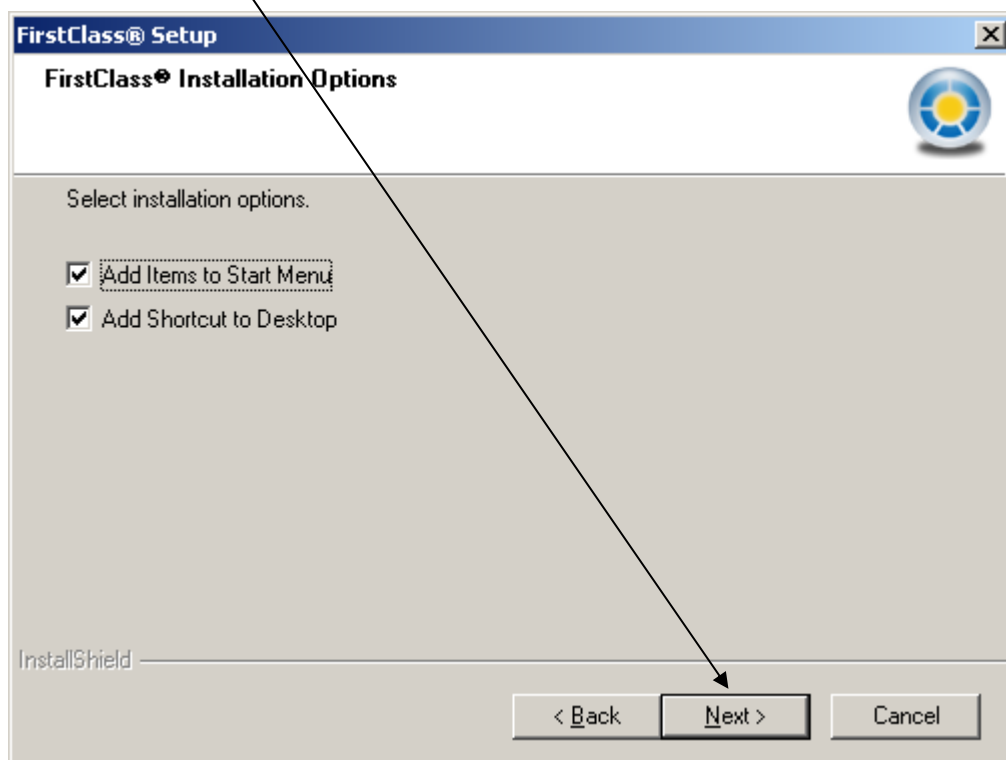 FirstClass® Setup
FirstClass® Installation Options
Select installation options.
Add Items to Start Menu
Add Shortcut to Desktop
InstallShield
< Back
Next >
Cancel